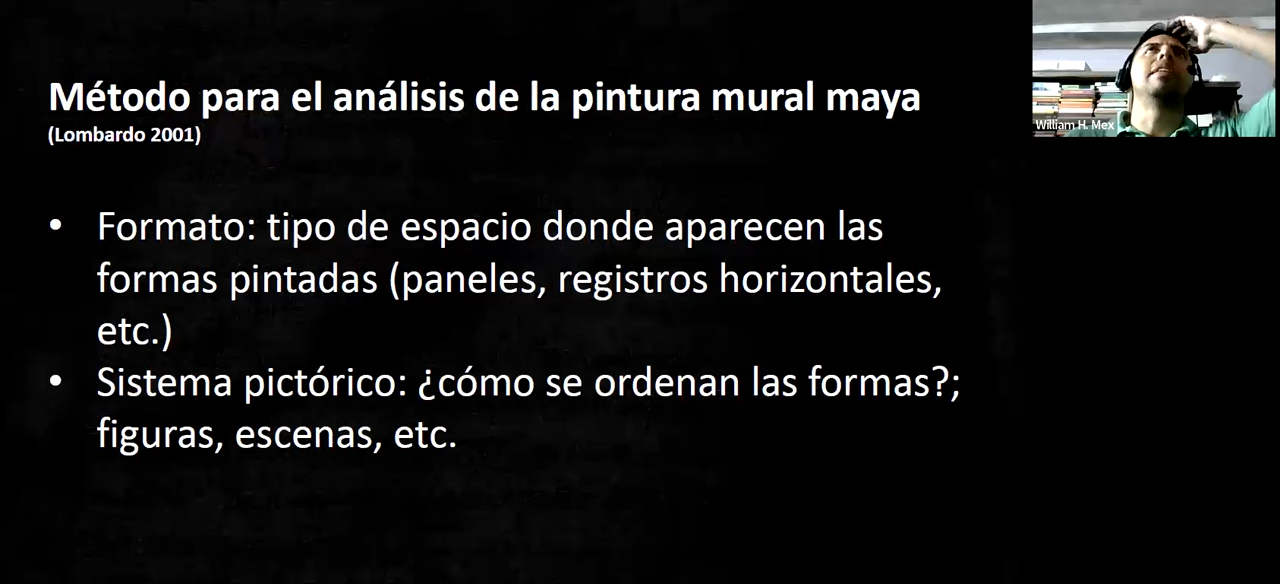 Método para el análisis de la pintura mural maya
(Lombardo 2001)
William H. Mex
• Formato: tipo de espacio donde aparecen las
formas pintadas (paneles, registros horizontales,
etc.)
• Sistema pictórico: ¿cómo se ordenan las formas?;
figuras, escenas, etc.